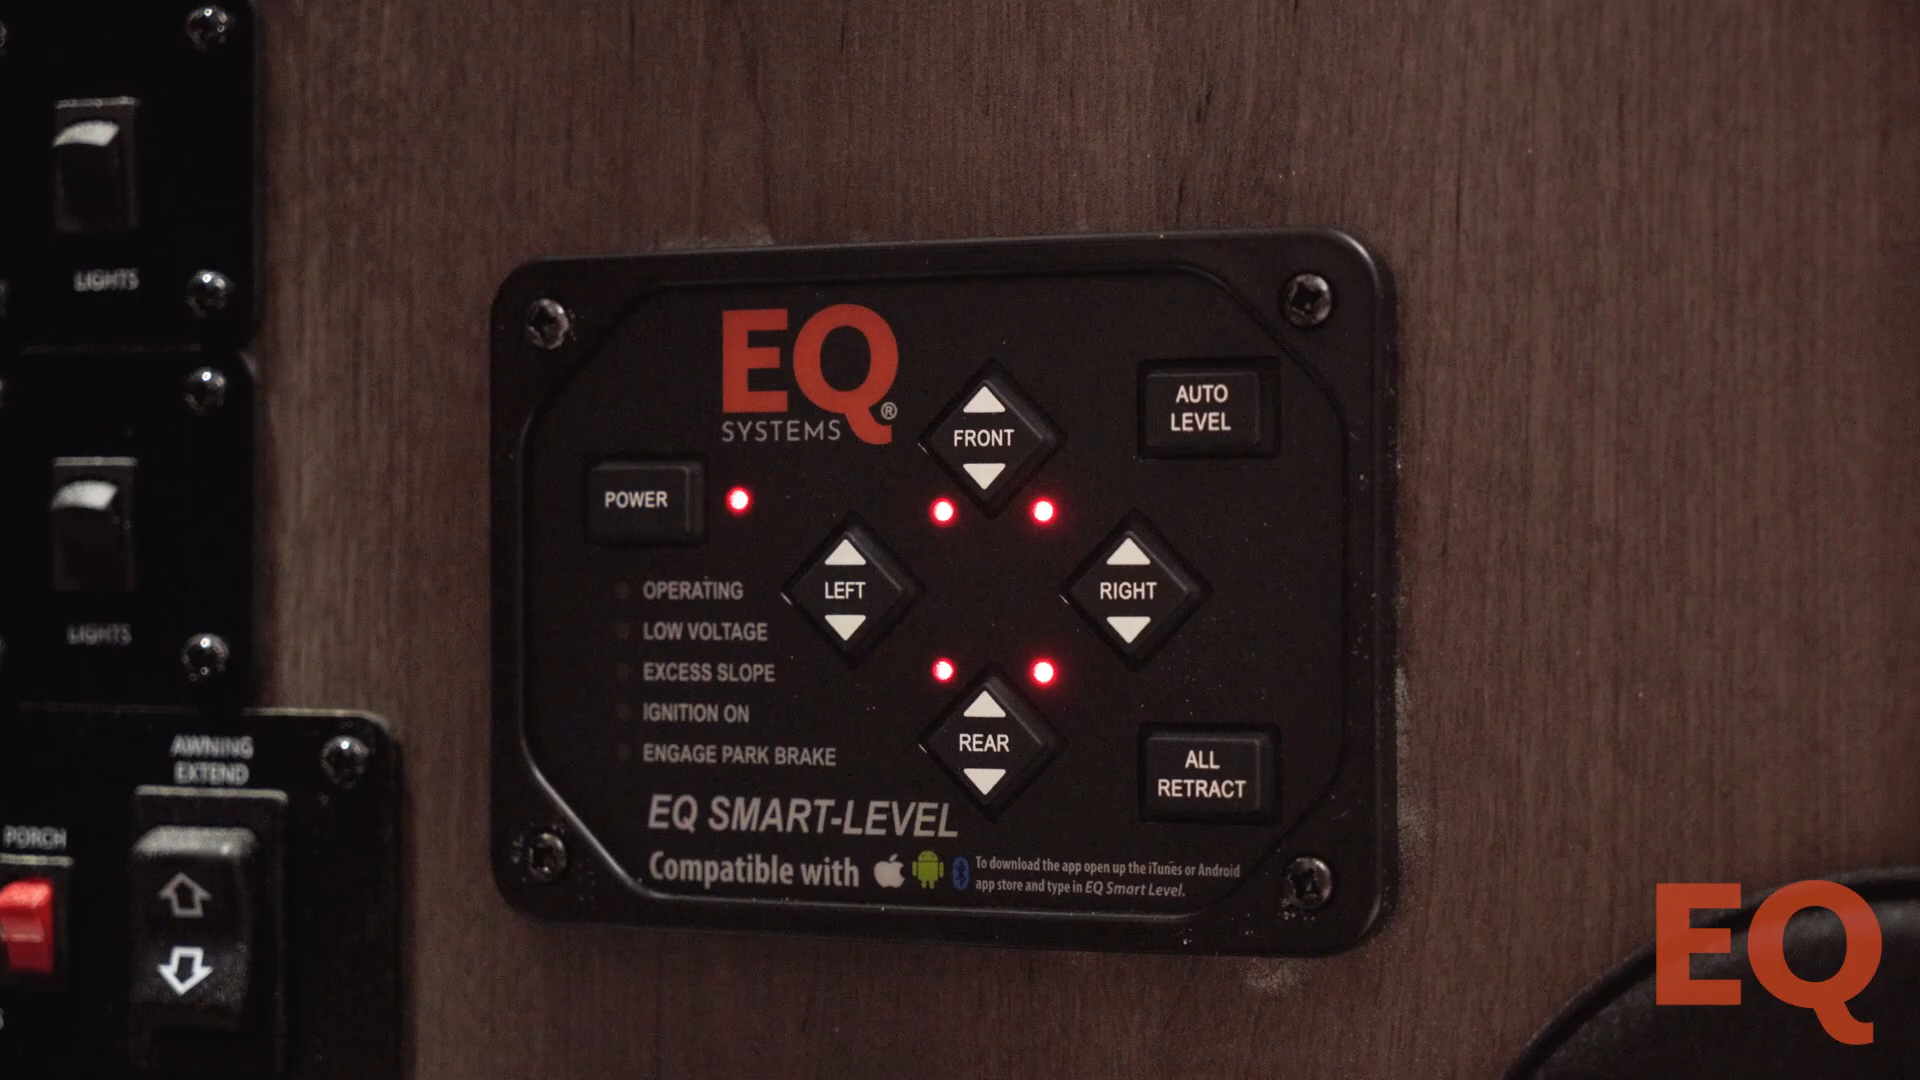 LIGHTS
LIGHTS
AWNING
EXTEND
PORCH
EQ
SYSTEMS
®
FRONT
AUTO
LEVEL
POWER
LEFT
RIGHT
OPERATING
LOW VOLTAGE
EXCESS SLOPE
IGNITION ON
ENGAGE PARK BRAKE
REAR
ALL
RETRACT
EQ SMART-LEVEL
Compatible with
To download the app open up the iTunes or Android
app store and type in EQ Smart Level.
EQ